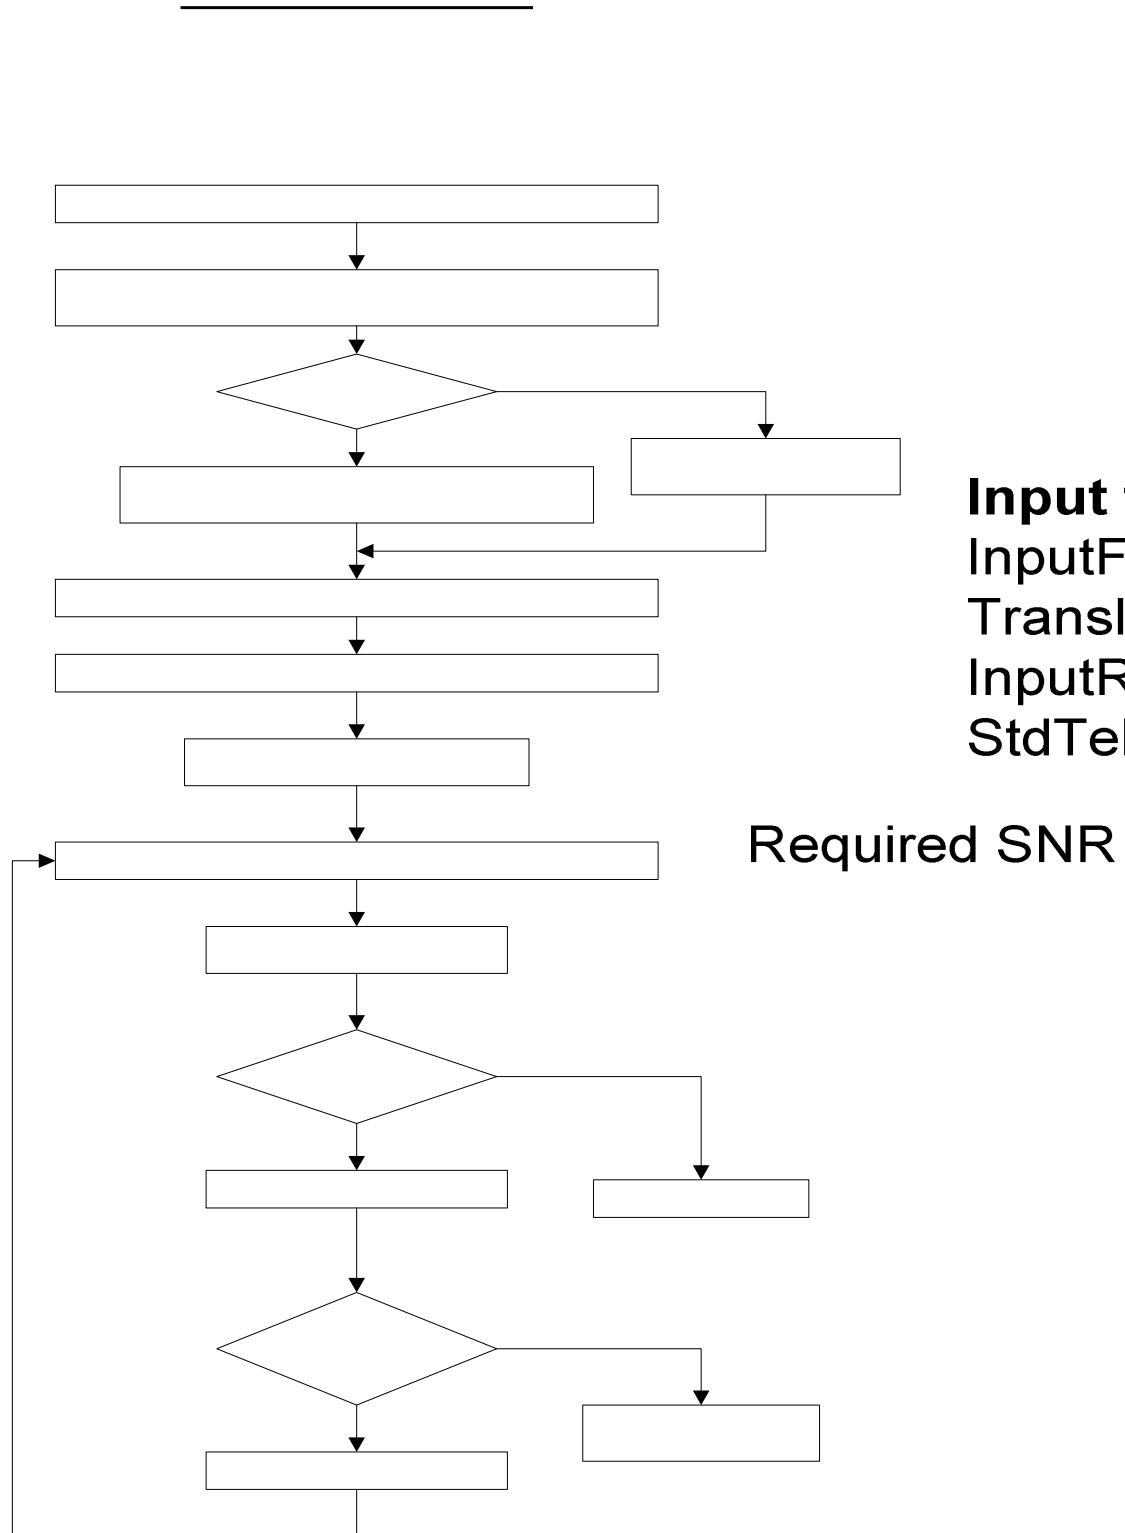 Input
InputF
Transl
InputR
StdTel
Required SNR